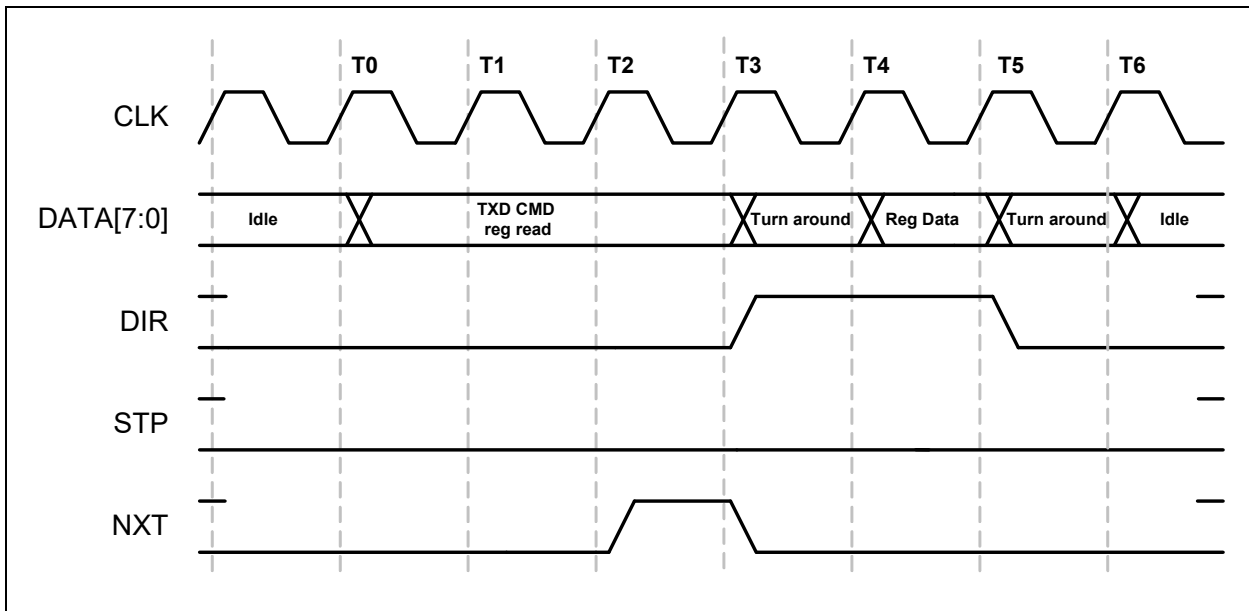 T0 T1 T2 T3 T4 T5 T6
CLK
DATA[7:0]
Idle
TXD CMD
reg read
Turn around
Reg Data
Turn around
Idle
DIR
STP
NXT